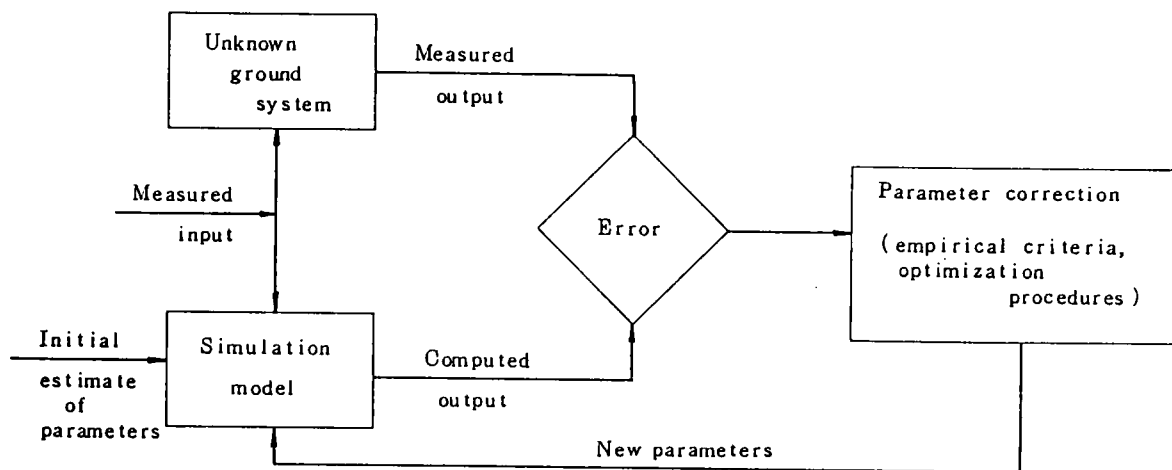 Unknown
ground
system
Measured
output
Measured
input
Error
Parameter correction
(empirical criteria,
optimization
procedures)
Initial
estimate
of
parameters
Simulation
model
Computed
output
New parameters